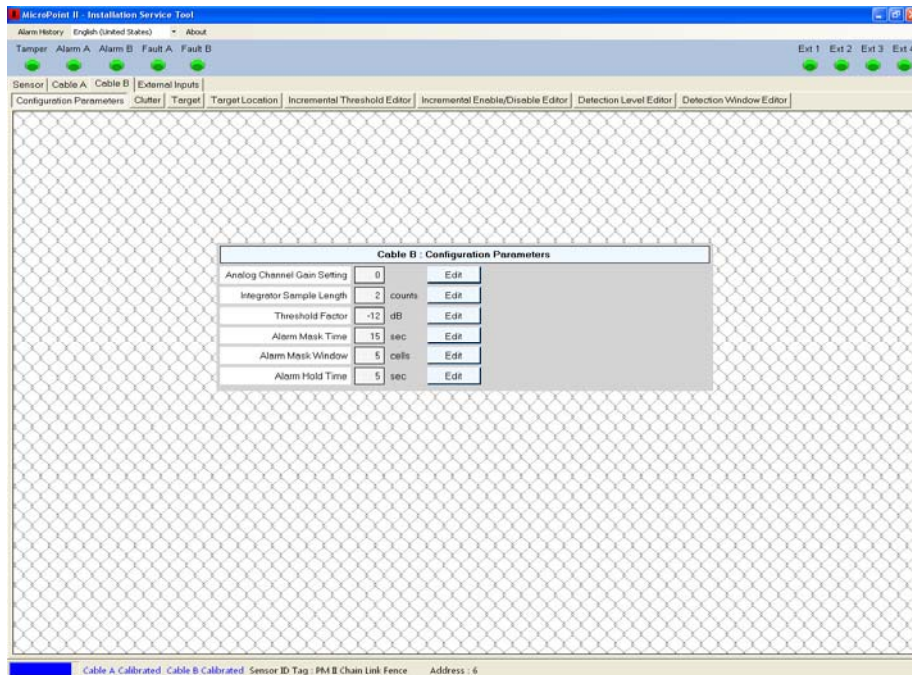 MicroPoint II - Installation Service Tool
Alarm History English (United States) About
Tamper Alarm A Alarm B Fault A Fault B Ext 1 Ext 2 Ext 3 Ext 4
Sensor Cable A Cable B External Inputs
Configuration Parameters Clutter Target Target Location Incremental Threshold Editor Incremental Enable/Disable Editor Detection Level Editor Detection Window Editor
Cable B : Configuration Parameters
Analog Channel Gain Setting 0 Edit
Integrator Sample Length 2 counts Edit
Threshold Factor -12 dB Edit
Alarm Mask Time 15 sec Edit
Alarm Mask Window 5 cells Edit
Alarm Hold Time 5 sec Edit
Cable A Calibrated Cable B Calibrated Sensor ID Tag : PM II Chain Link Fence Address : 6